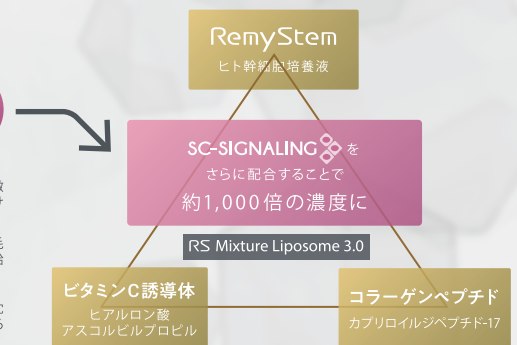 RemyStem
ヒト幹細胞培養液
SC-SIGNALING を
さらに配合することで
約1,000倍の濃度に
RS Mixture Liposome 3.0
ビタミンC誘導体
ヒアルロン酸
アスコルビルプロピル
コラーゲンペプチド
カプリロイルジペプチド-17